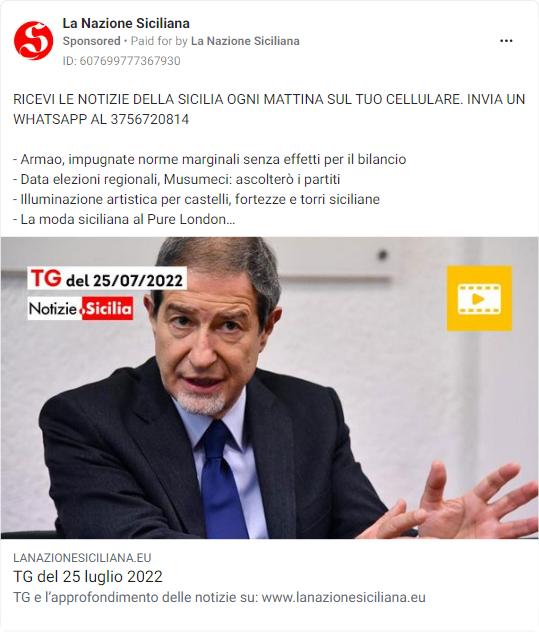 La Nazione Siciliana
Sponsored • Paid for by La Nazione Siciliana
ID: 607699777367930
RICEVI LE NOTIZIE DELLA SICILIA OGNI MATTINA SUL TUO CELLULARE. INVIA UN
WHATSAPP AL 3756720814
- Armao, impugnate norme marginali senza effetti per il bilancio
- Data elezioni regionali, Musumeci: ascolterò i partiti
- Illuminazione artistica per castelli, fortezze e torri siciliane
- La moda siciliana al Pure London...
TG del 25/07/2022
Notizie Sicilia
LANAZIONESICILIANA.EU
TG del 25 luglio 2022
TG e l’approfondimento delle notizie su: www.lanazionesiciliana.eu